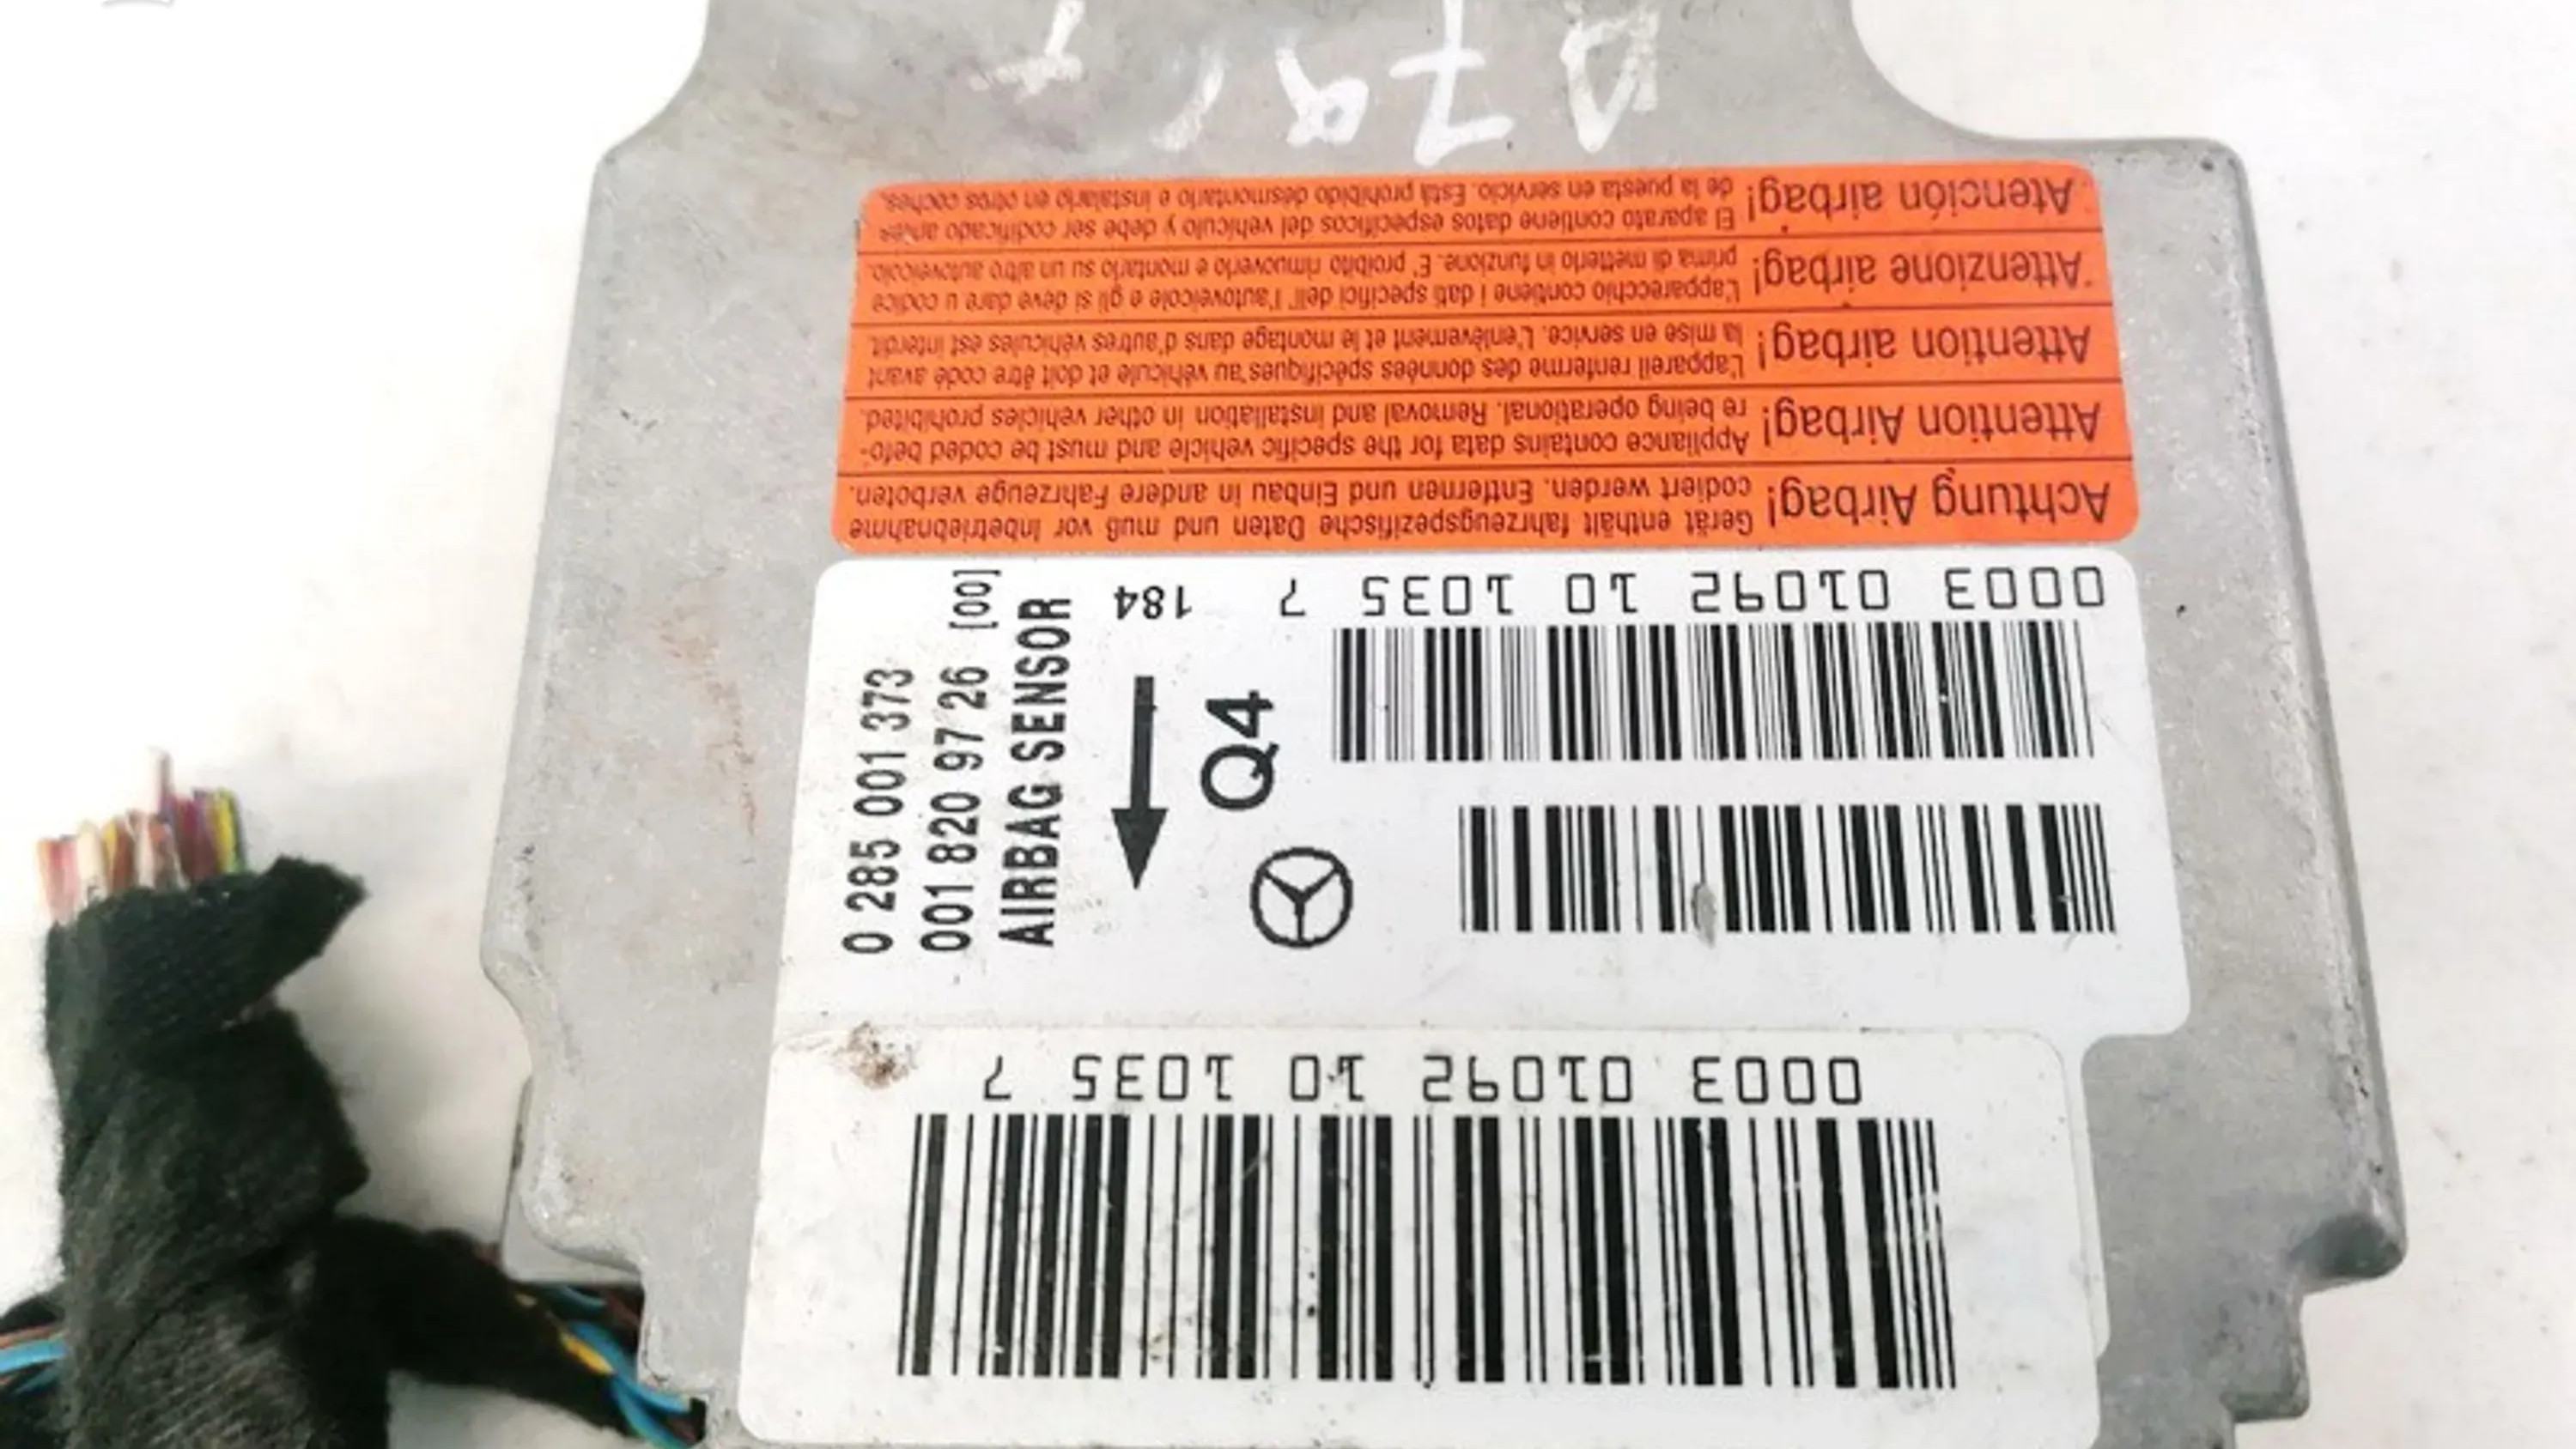 Achtung Airbag!
Gerät enthält fahrzeugspezifische Daten und muß vor Inbetriebnahme
codiert werden. Entfernen und Einbau in andere Fahrzeuge verboten.
Attention Airbag!
Appliance contains data for the specific vehicle and must be coded befo-
re being operational. Removal and installation in other vehicles prohibited.
Attention airbag!
L'appareil renferme des données spécifiques au véhicule et doit être codé avant
la mise en service. L'enlèvement et le montage dans d'autres véhicules est interdit.
Attenzione airbag!
L'apparecchio contiene i dati specifici dell' l'autoveicole e gli si deve dare u codice
prima di metterlo in funzione. E' proibito rimuoverlo e montarlo su un altro autoveicolo.
Atención airbag!
El aparato contiene datos específicos del vehículo y debe ser codificado antes
de la puesta en servicio. Está prohibido desmontarlo e instalarlo en otros coches.
0 285 001 373
001 820 97 26 [00]
AIRBAG SENSOR
184
Q4
0003 01092 10 1035 7
0003 01092 10 1035 7